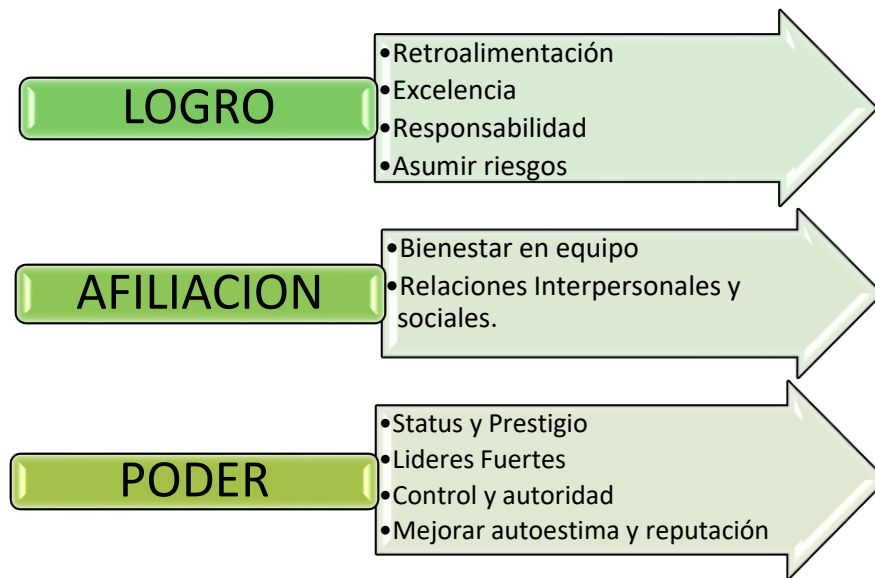 LOGRO
•Retroalimentación
•Excelencia
•Responsabilidad
•Asumir riesgos
AFILIACION
•Bienestar en equipo
•Relaciones Interpersonales y
sociales.
PODER
•Status y Prestigio
•Lideres Fuertes
•Control y autoridad
•Mejorar autoestima y reputación